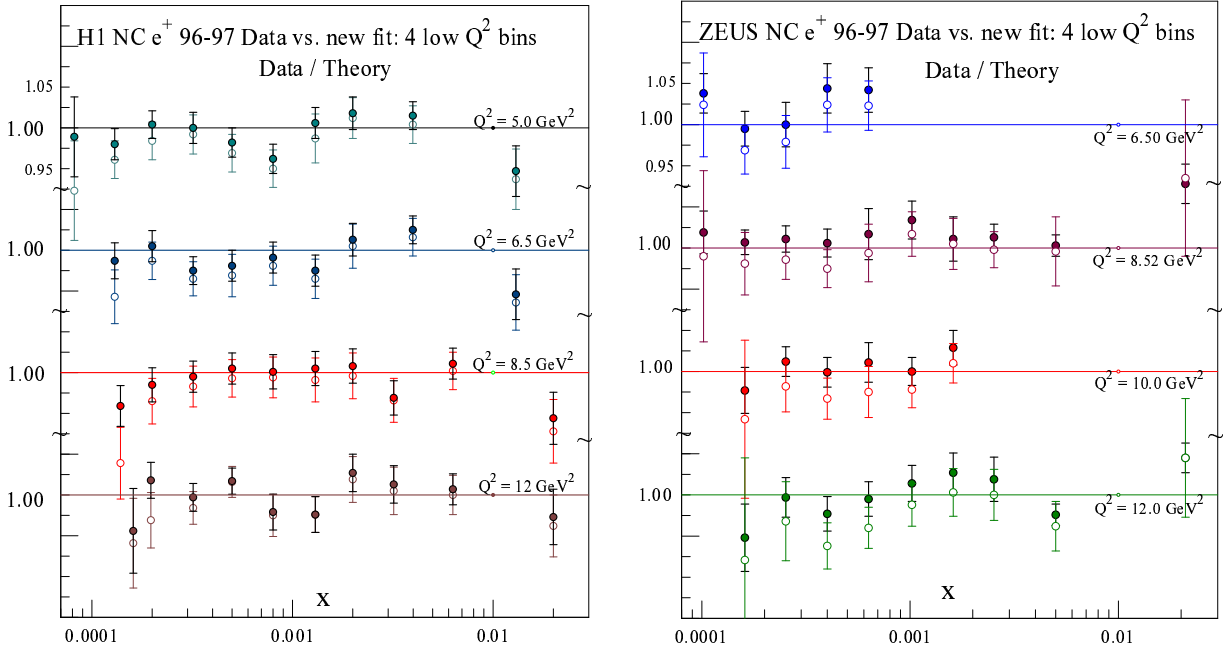 H1 NC e⁺ 96-97 Data vs. new fit: 4 low Q² bins
Data / Theory
1.05
1.00
0.95
Q² = 5.0 GeV²
~
~
1.00
Q² = 6.5 GeV²
~
~
1.00
Q² = 8.5 GeV²
~
~
1.00
Q² = 12 GeV²
x
0.0001
0.001
0.01
ZEUS NC e⁺ 96-97 Data vs. new fit: 4 low Q² bins
Data / Theory
1.05
1.00
0.95
Q² = 6.50 GeV²
~
~
1.00
Q² = 8.52 GeV²
~
~
1.00
Q² = 10.0 GeV²
~
~
1.00
Q² = 12.0 GeV²
x
0.0001
0.001
0.01